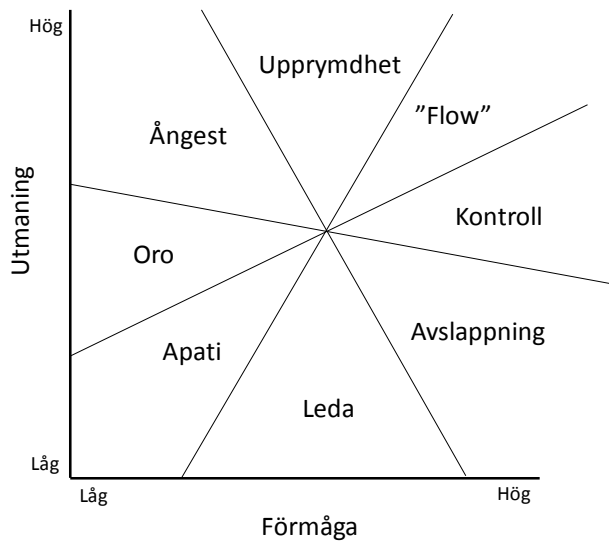 Hög
Upprymdhet
”Flow”
Ångest
Utmaning
Kontroll
Oro
Avslappning
Apati
Leda
Låg
Låg
Hög
Förmåga